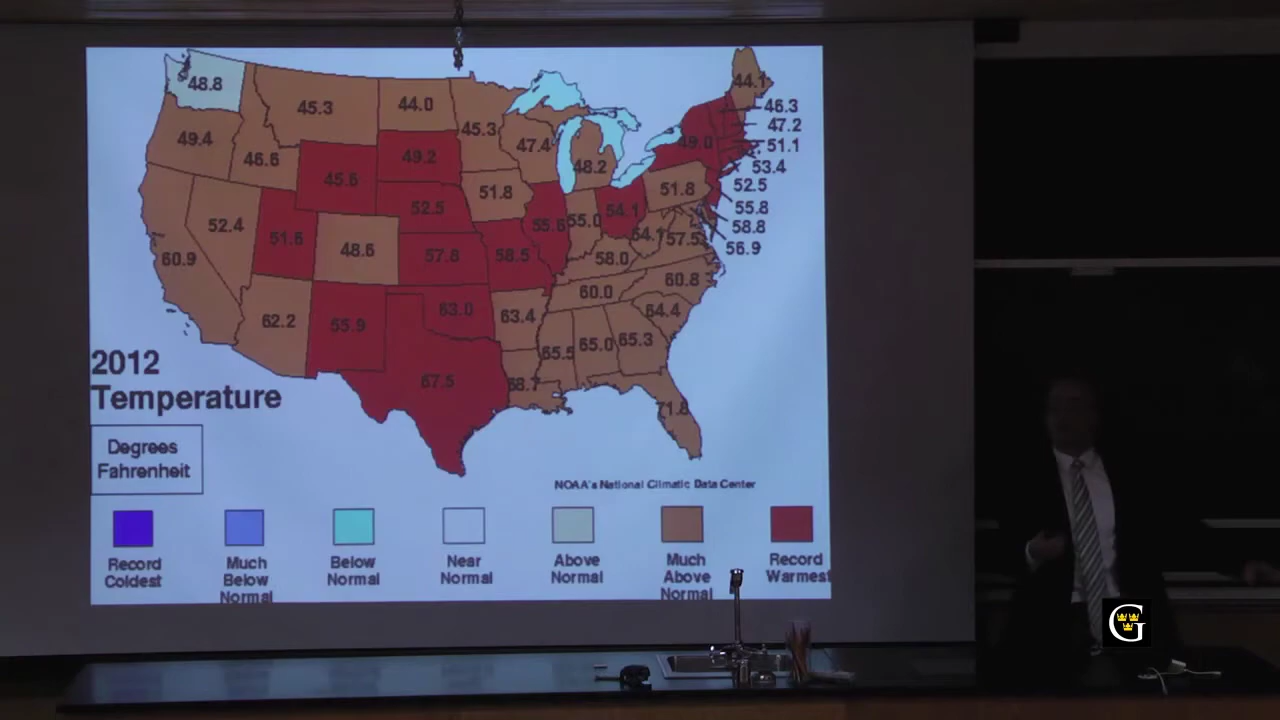 48.8
45.3
44.0
44.1
49.4
46.6
45.6
49.2
45.3
47.4
48.2
49.0
46.3
47.2
51.1
53.4
52.5
55.8
58.8
56.9
52.4
51.6
48.6
52.5
51.8
55.6
55.0
54.1
51.8
60.9
57.8
58.5
58.0
54.1
57.5
62.2
55.9
63.0
63.4
60.0
60.8
64.4
67.5
68.7
65.5
65.0
65.3
71.8
2012
Temperature
Degrees
Fahrenheit
NOAA's National Climatic Data Center
Record
Coldest
Much
Below
Normal
Below
Normal
Near
Normal
Above
Normal
Much
Above
Normal
Record
Warmest
G